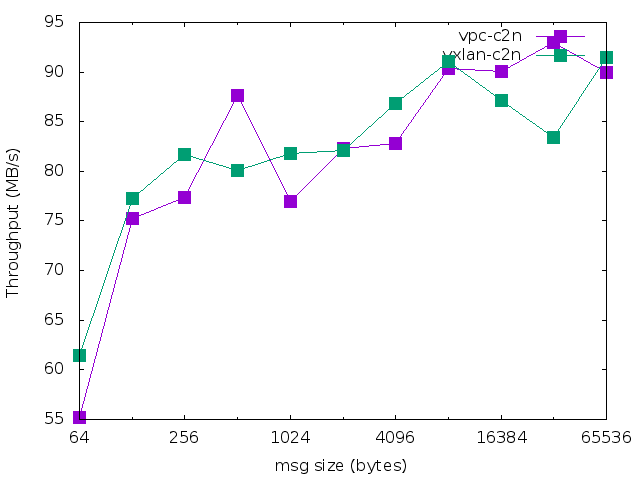 95
90
85
80
75
70
65
60
55
Throughput (MB/s)
vpc-c2n
vxlan-c2n
64 256 1024 4096 16384 65536
msg size (bytes)